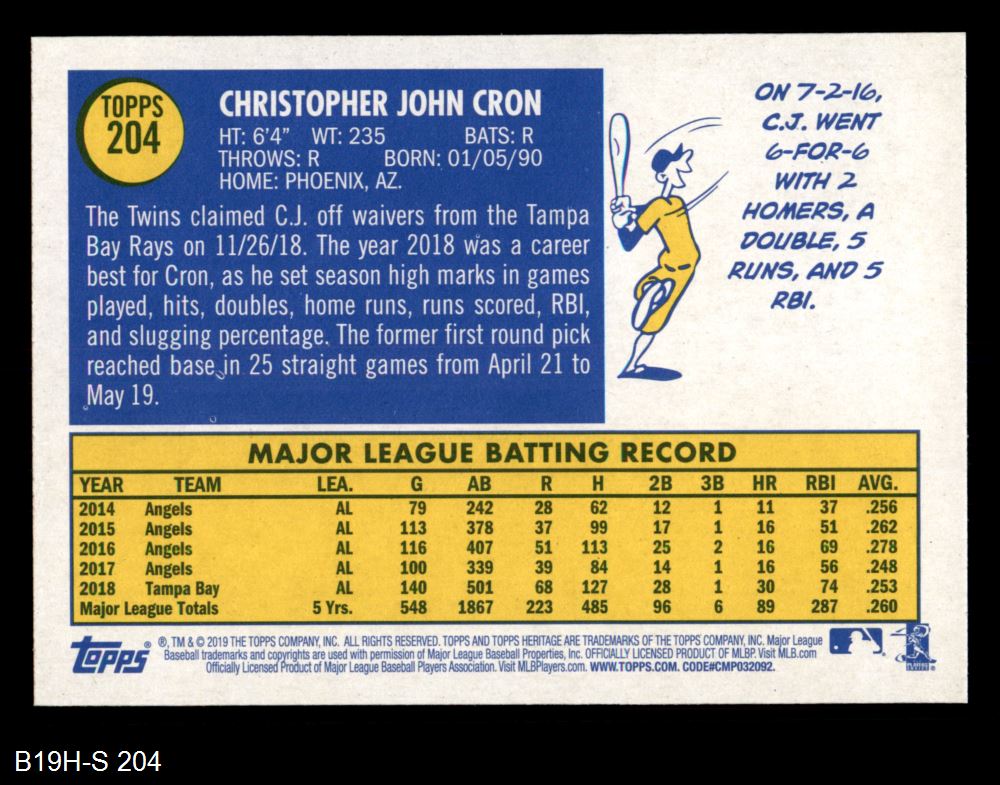 TOPPS
204
CHRISTOPHER JOHN CRON
HT: 6'4" WT: 235 BATS: R
THROWS: R BORN: 01/05/90
HOME: PHOENIX, AZ.
The Twins claimed C.J. off waivers from the Tampa
Bay Rays on 11/26/18. The year 2018 was a career
best for Cron, as he set season high marks in games
played, hits, doubles, home runs, runs scored, RBI,
and slugging percentage. The former first round pick
reached base in 25 straight games from April 21 to
May 19.
ON 7-2-16,
C.J. WENT
6-FOR-6
WITH 2
HOMERS, A
DOUBLE, 5
RUNS, AND 5
RBI.
MAJOR LEAGUE BATTING RECORD
YEAR TEAM LEA. G AB R H 2B 3B HR RBI AVG.
2014 Angels AL 79 242 28 62 12 1 11 37 .256
2015 Angels AL 113 378 37 99 17 1 16 51 .262
2016 Angels AL 116 407 51 113 25 2 16 69 .278
2017 Angels AL 100 339 39 84 14 1 16 56 .248
2018 Tampa Bay AL 140 501 68 127 28 1 30 74 .253
Major League Totals 5 Yrs. 548 1867 223 485 96 6 89 287 .260
Topps ®, TM & © 2019 THE TOPPS COMPANY, INC. ALL RIGHTS RESERVED. TOPPS AND TOPPS HERITAGE ARE TRADEMARKS OF THE TOPPS COMPANY, INC. Major League
Baseball trademarks and copyrights are used with permission of Major League Baseball Properties, Inc. OFFICIALLY LICENSED PRODUCT OF MLBP. Visit MLB.com
Officially Licensed Product of Major League Baseball Players Association. Visit MLBPlayers.com. WWW.TOPPS.COM. CODE#CMP032092.
B19H-S 204